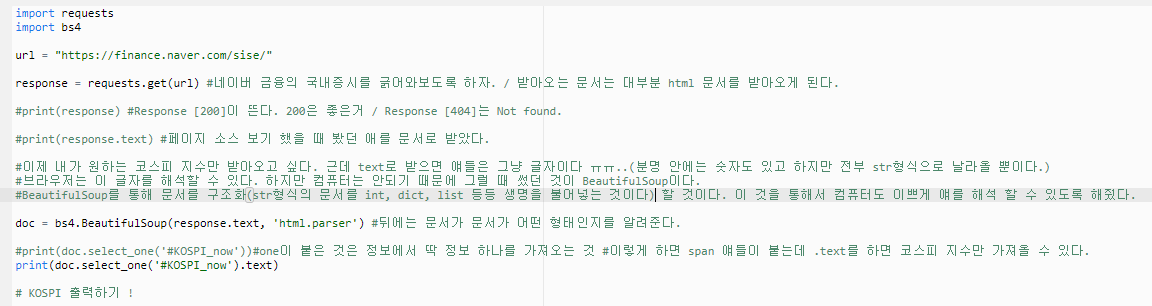 import requests
import bs4
url = "https://finance.naver.com/sise/"
response = requests.get(url) #네이버 금융의 국내증시를 긁어와보도록 하자. / 받아오는 문서는 대부분 html 문서를 받아오게 된다.
#print(response) #Response [200]이 뜬다. 200은 좋은거 / Response [404]는 Not found.
#print(response.text) #페이지 소스 보기 했을 때 봤던 애를 문서로 받았다.
#이제 내가 원하는 코스피 지수만 받아오고 싶다. 근데 text로 받으면 얘들은 그냥 글자이다 ㅠㅠㅠ..(분명 안에는 숫자도 있고 하지만 전부 str형식으로 날라올 뿐이다.)
#브라우저는 이 글자를 해석할 수 있다. 하지만 컴퓨터는 안되기 때문에 그럴 때 썼던 것이 BeautifulSoup이다.
#BeautifulSoup를 통해 문서를 구조화(str형식의 문서를 int, dict, list 등등 생명을 불어넣는 것이다) 할 것이다. 이 것을 통해서 컴퓨터도 이쁘게 얘를 해석 할 수 있도록 해줬다.
doc = bs4.BeautifulSoup(response.text, 'html.parser') #뒤에는 문서가 문서가 어떤 형태인지를 알려준다.
#print(doc.select_one('#KOSPI_now'))#one이 붙은 것은 정보에서 딱 정보 하나를 가져오는 것 #이렇게 하면 span 얘들이 붙는데 .text를 하면 코스피 지수만 가져올 수 있다.
print(doc.select_one('#KOSPI_now').text)
# KOSPI 출력하기 !